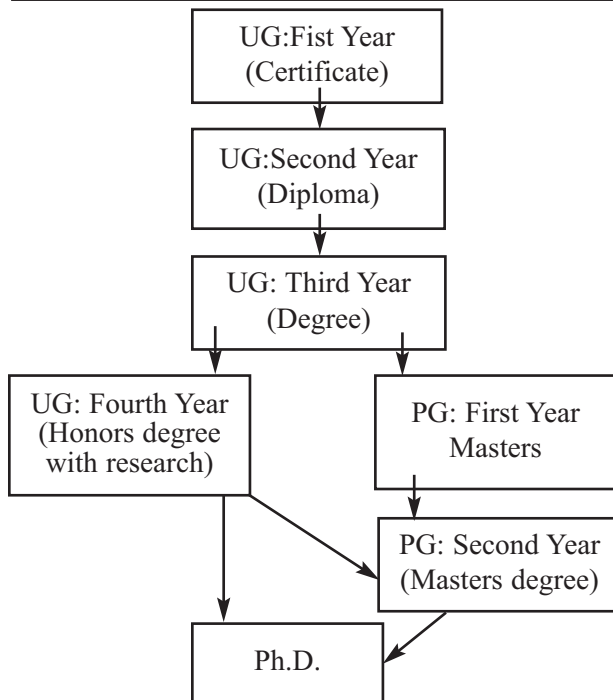 UG:Fist Year
(Certificate)
UG:Second Year
(Diploma)
UG: Third Year
(Degree)
UG: Fourth Year
(Honors degree
with research)
PG: First Year
Masters
PG: Second Year
(Masters degree)
Ph.D.